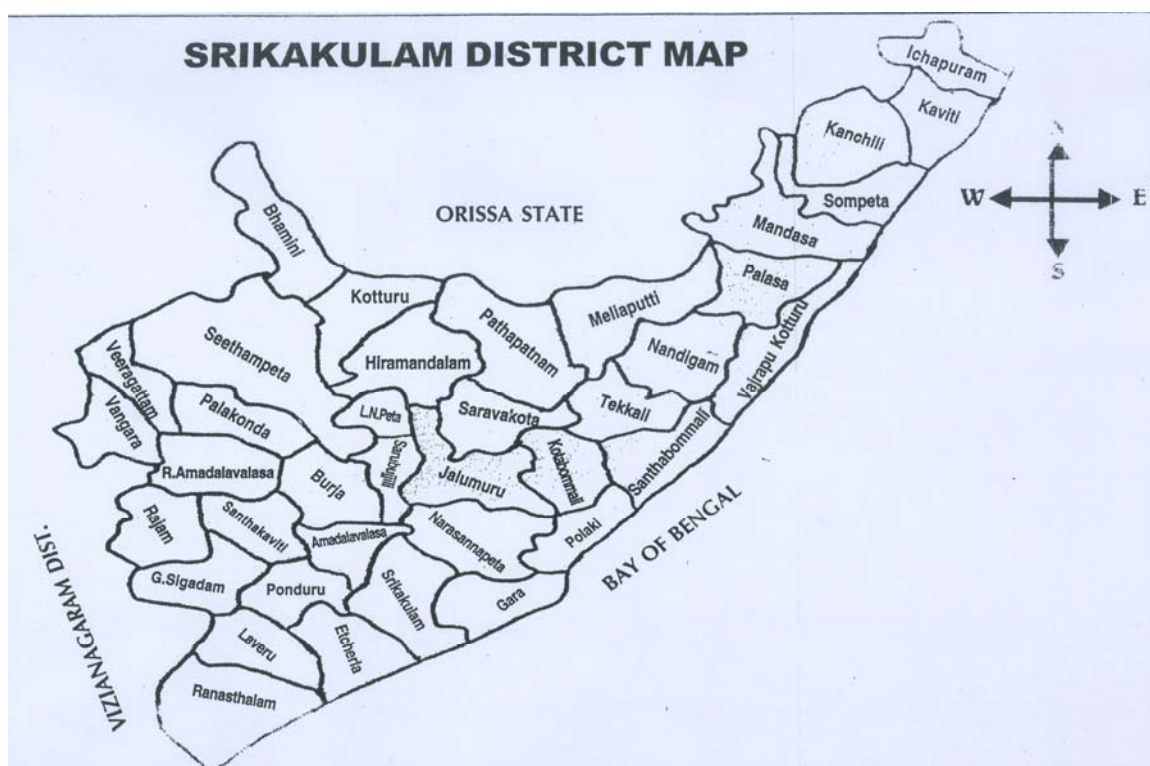 SRIKAKULAM DISTRICT MAP
Ichapuram
Kaviti
Kanchili
Sompeta
Mandasa
W
E
S
ORISSA STATE
Bhamini
Palasa
Kotturu
Mellaputti
Pathapatnam
Vajrapu Kotturu
Seethampeta
Hiramandalam
Nandigam
Veeragattam
Vangara
Palakonda
L.N.Peta
Saravakota
Tekkali
Santhabommali
R.Amadalavalasa
Burja
Sarubujjili
Jalumuru
Kotabommali
Rajam
Santhakaviti
Amadalavalasa
Narasannapeta
Polaki
BAY OF BENGAL
VIZIANAGARAM DIST.
G.Sigadam
Ponduru
Srikakulam
Gara
Laveru
Etcherla
Ranasthalam